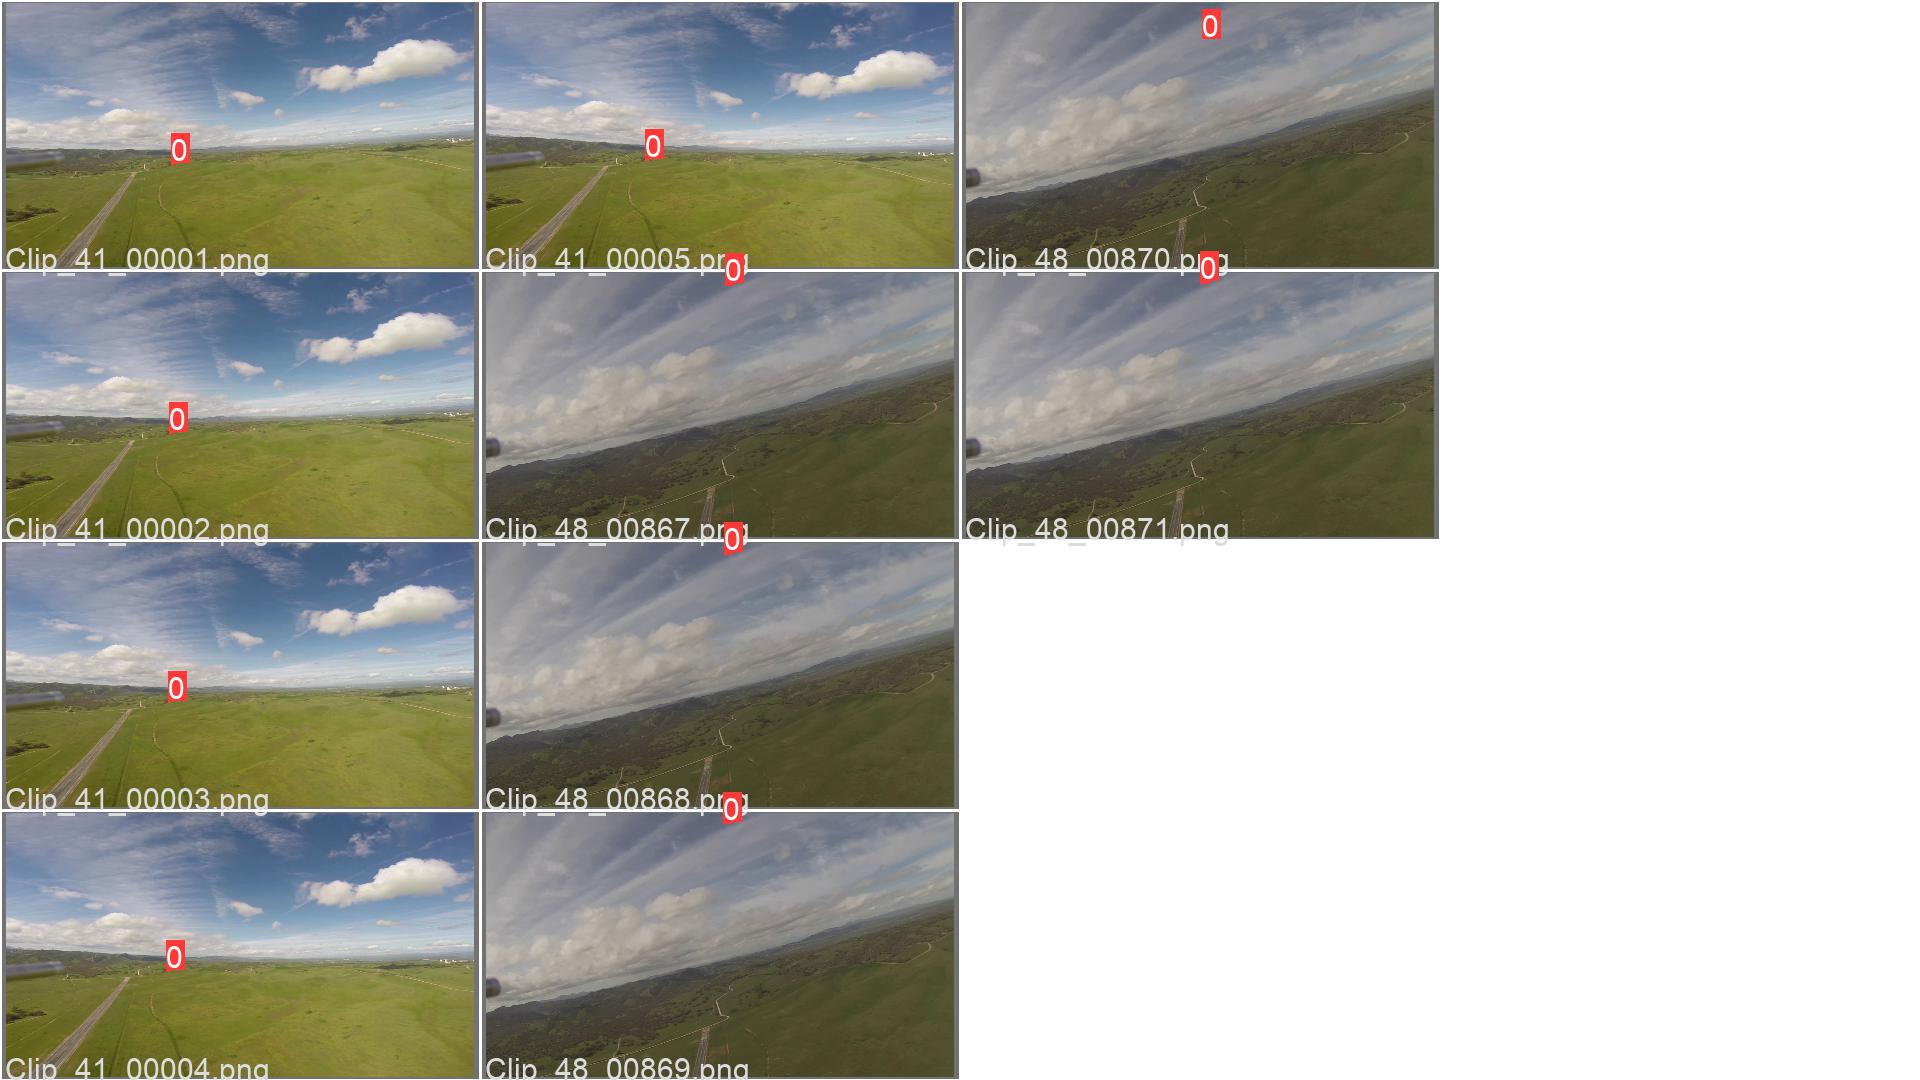 0
Clip_41_00001.png
0
Clip_41_00002.png
0
Clip_41_00003.png
0
Clip_41_00004.png
0
Clip_41_00005.png
0
Clip_48_00867.png
0
Clip_48_00868.png
0
Clip_48_00869.png
0
Clip_48_00870.png
0
Clip_48_00871.png